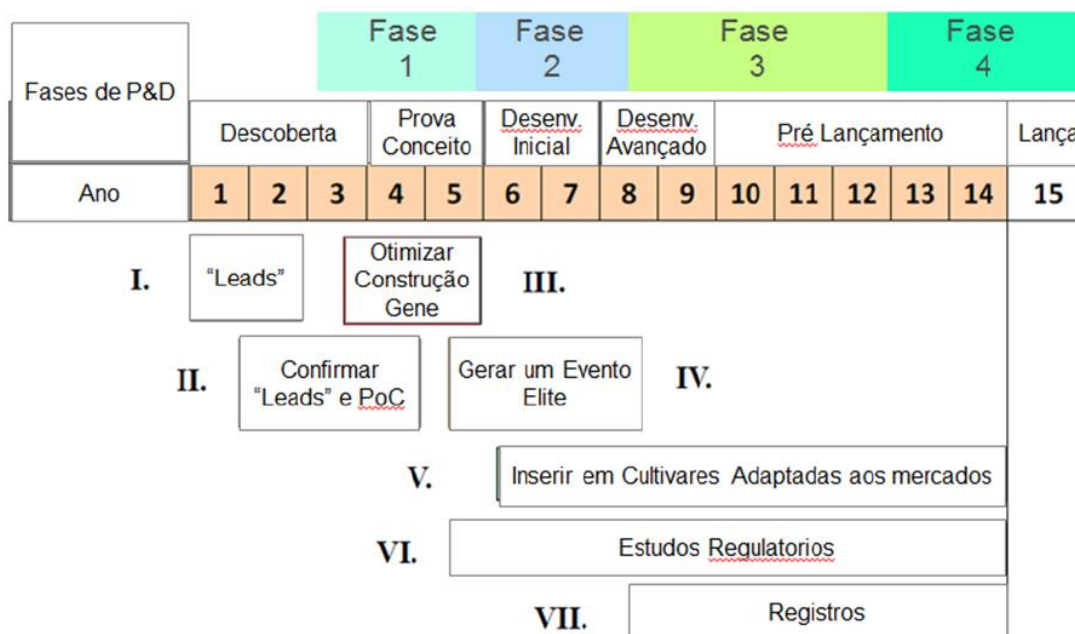 Fase
1
Fase
2
Fase
3
Fase
4
Fases de P&D
Descoberta
Prova
Conceito
Desenv.
Inicial
Desenv.
Avançado
Pré Lançamento
Lança
Ano
1 2 3 4 5 6 7 8 9 10 11 12 13 14 15
I.
“Leads”
Otimizar
Construção
Gene
III.
II.
Confirmar
“Leads” e PoC
Gerar um Evento
Elite
IV.
V.
Inserir em Cultivares Adaptadas aos mercados
VI.
Estudos Regulatorios
VII.
Registros